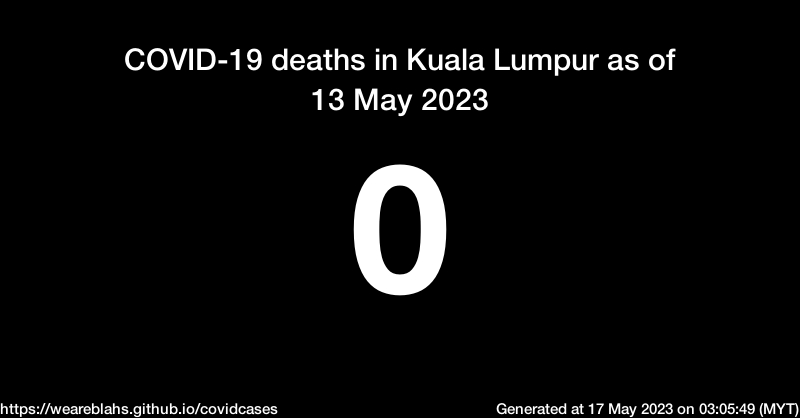 COVID-19 deaths in Kuala Lumpur as of
13 May 2023
0
https://weareblahs.github.io/covidcases
Generated at 17 May 2023 on 03:05:49 (MYT)